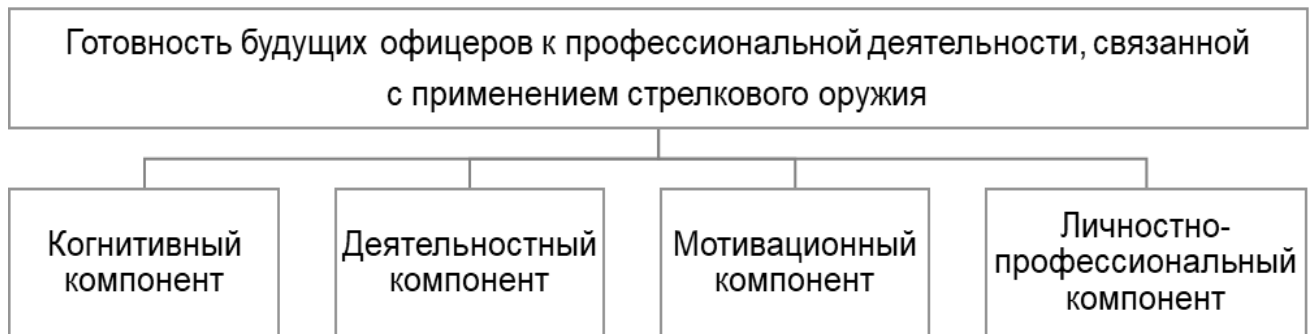 Готовность будущих офицеров к профессиональной деятельности, связанной
с применением стрелкового оружия
Когнитивный
компонент
Деятельностный
компонент
Мотивационный
компонент
Личностно-
профессиональный
компонент